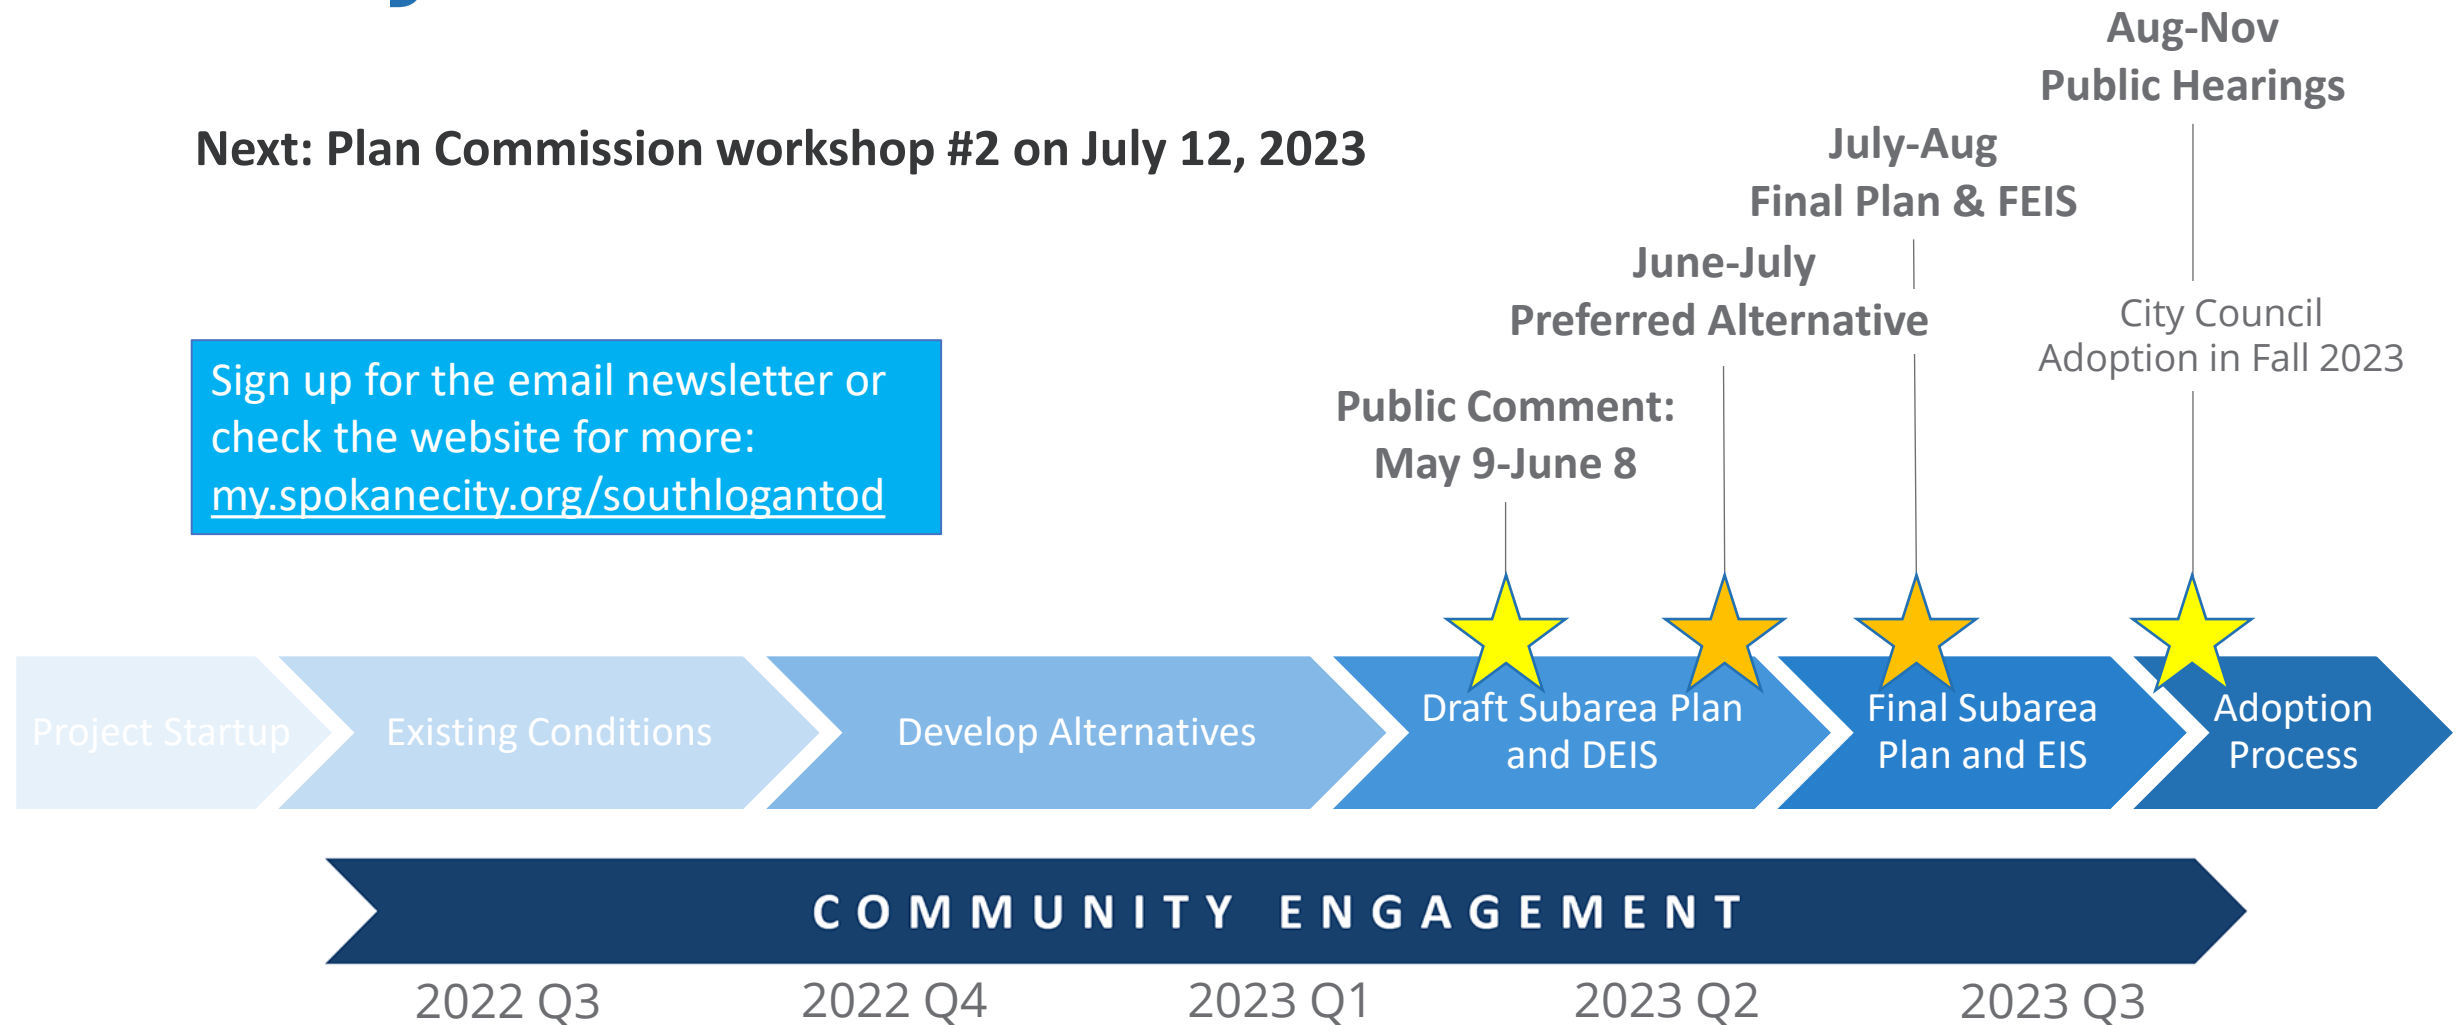 Aug-Nov
Public Hearings
Next: Plan Commission workshop #2 on July 12, 2023
July-Aug
Final Plan & FEIS
June-July
Preferred Alternative
City Council
Adoption in Fall 2023
Sign up for the email newsletter or
check the website for more:
my.spokanecity.org/southlogantod
Public Comment:
May 9-June 8
Project Startup
Existing Conditions
Develop Alternatives
Draft Subarea Plan
and DEIS
Final Subarea
Plan and EIS
Adoption
Process
COMMUNITY ENGAGEMENT
2022 Q3
2022 Q4
2023 Q1
2023 Q2
2023 Q3